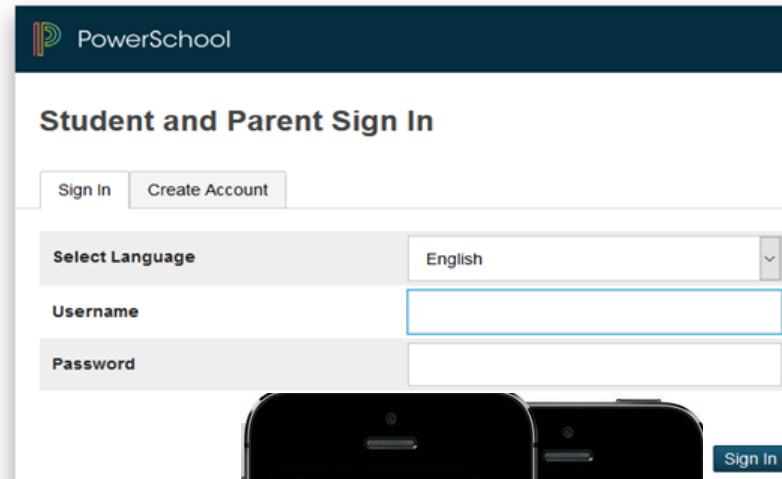 PowerSchool
Student and Parent Sign In
Sign In Create Account
Select Language English
Username
Password
Sign In